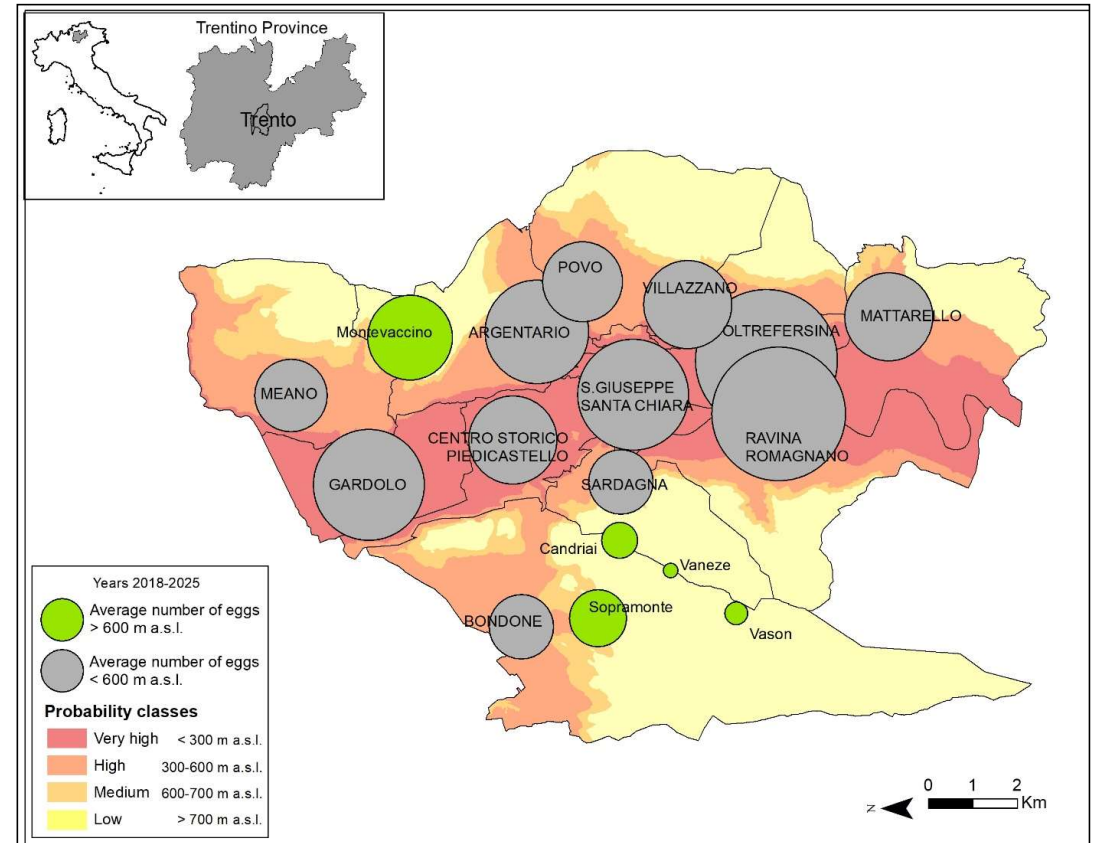 Trentino Province
Trento
POVO
VILLAZZANO
Montevaccino
ARGENTARIO
OLTREFERSINA
MATTARELLO
MEANO
S.GIUSEPPE
SANTA CHIARA
CENTRO STORICO
PIEDICASTELLO
RAVINA
ROMAGNANO
GARDOLO
SARDAGNA
Candriai
Vaneze
Sopramonte
BONDONE
Vason
Years 2018-2025
Average number of eggs
> 600 m a.s.l.
Average number of eggs
< 600 m a.s.l.
Probability classes
Very high < 300 m a.s.l.
High 300-600 m a.s.l.
Medium 600-700 m a.s.l.
Low > 700 m a.s.l.
0 1 2
Km
N